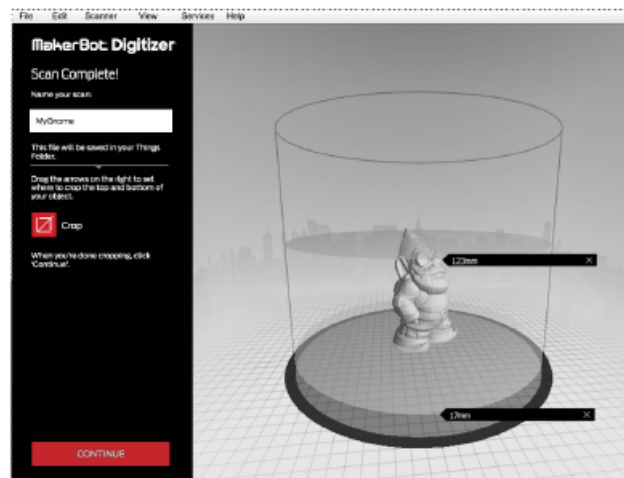 File Edit Scanner View Services Help
MakerBot Digitizer
Scan Complete!
Name your scan:
MyGnome
This file will be saved in your Things
Folder.
Drag the arrows on the right to set
where to crop the top and bottom of
your object.
Crop
When you're done cropping, click
'Continue'.
123mm
17mm
CONTINUE